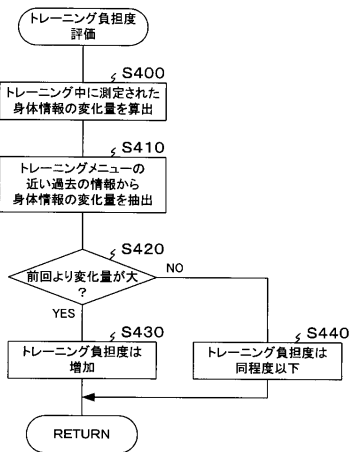 トレーニング負担度
評価
S400
トレーニング中に測定された
身体情報の変化量を算出
S410
トレーニングメニューの
近い過去の情報から
身体情報の変化量を抽出
S420
前回より変化量が大
?
NO
YES
S430
トレーニング負担度は
増加
S440
トレーニング負担度は
同程度以下
RETURN